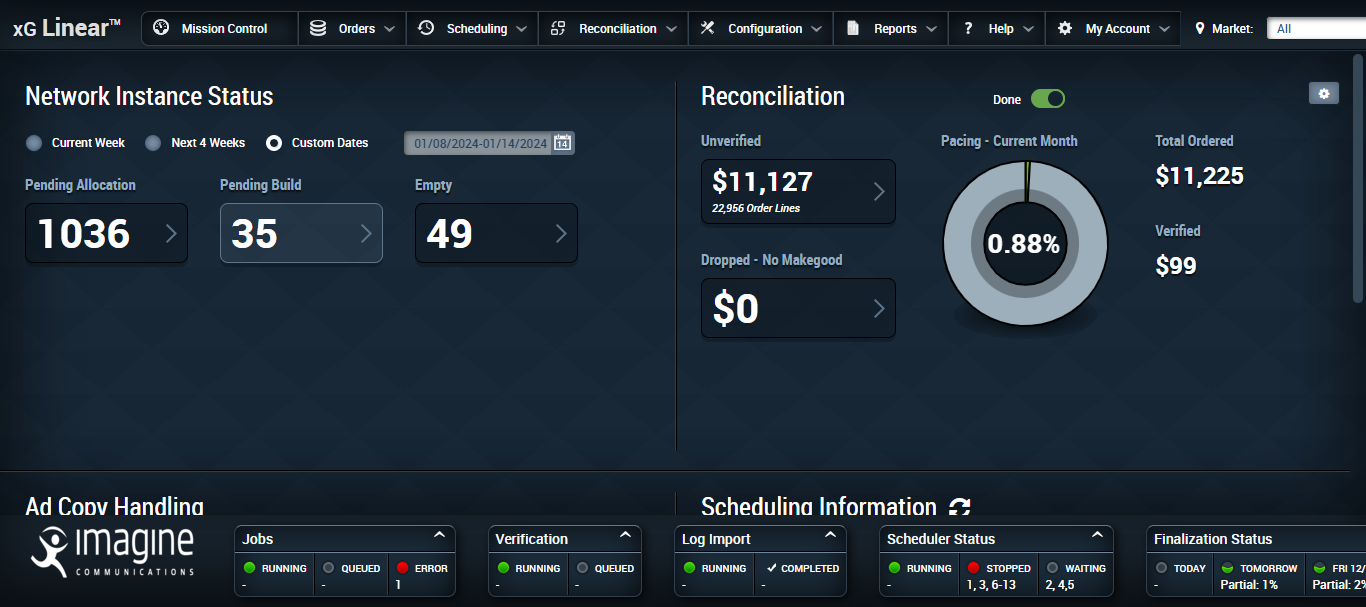 xG Linear™ Mission Control Orders Scheduling Reconciliation Configuration Reports ? Help My Account Market: All
Network Instance Status
Current Week Next 4 Weeks Custom Dates 01/08/2024-01/14/2024 14
Pending Allocation Pending Build Empty
1036 35 49
Reconciliation Done
Unverified
$11,127
22,956 Order Lines
Dropped - No Makegood
$0
Pacing - Current Month
0.88%
Total Ordered
$11,225
Verified
$99
Ad Copy Handling
Scheduling Information
imagine
COMMUNICATIONS
Jobs
RUNNING QUEUED ERROR
- - 1
Verification
RUNNING QUEUED
- -
Log Import
RUNNING COMPLETED
- -
Scheduler Status
RUNNING STOPPED WAITING
- 1, 3, 6-13 2, 4,5
Finalization Status
TODAY TOMORROW FRI 12/
- Partial: 1% Partial: 2%